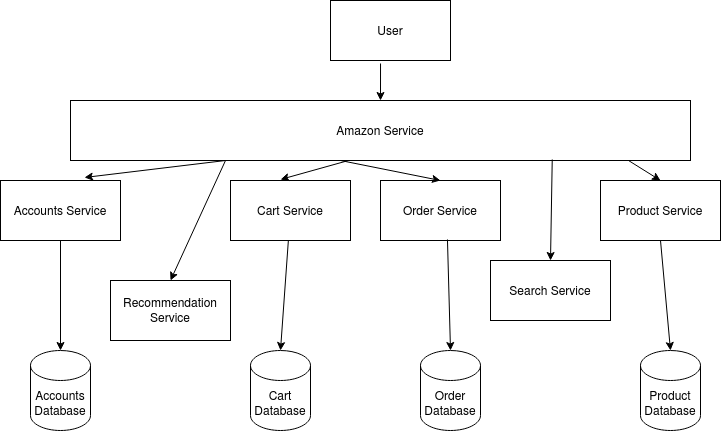 User
Amazon Service
Accounts Service
Cart Service
Order Service
Product Service
Recommendation
Service
Search Service
Accounts
Database
Cart
Database
Order
Database
Product
Database